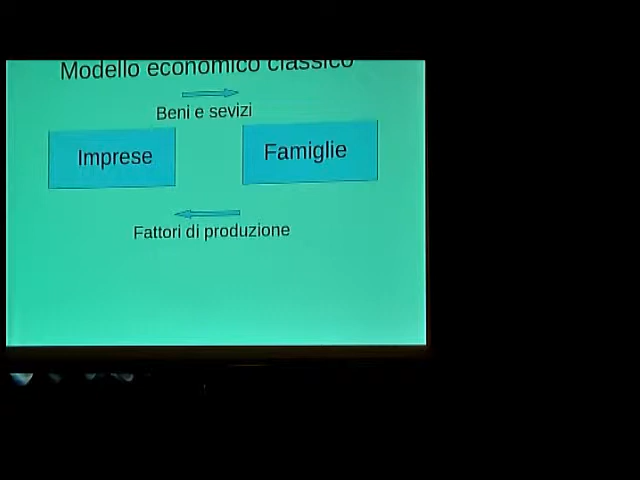 Modello economico classico
Beni e sevizi
Imprese
Famiglie
Fattori di produzione